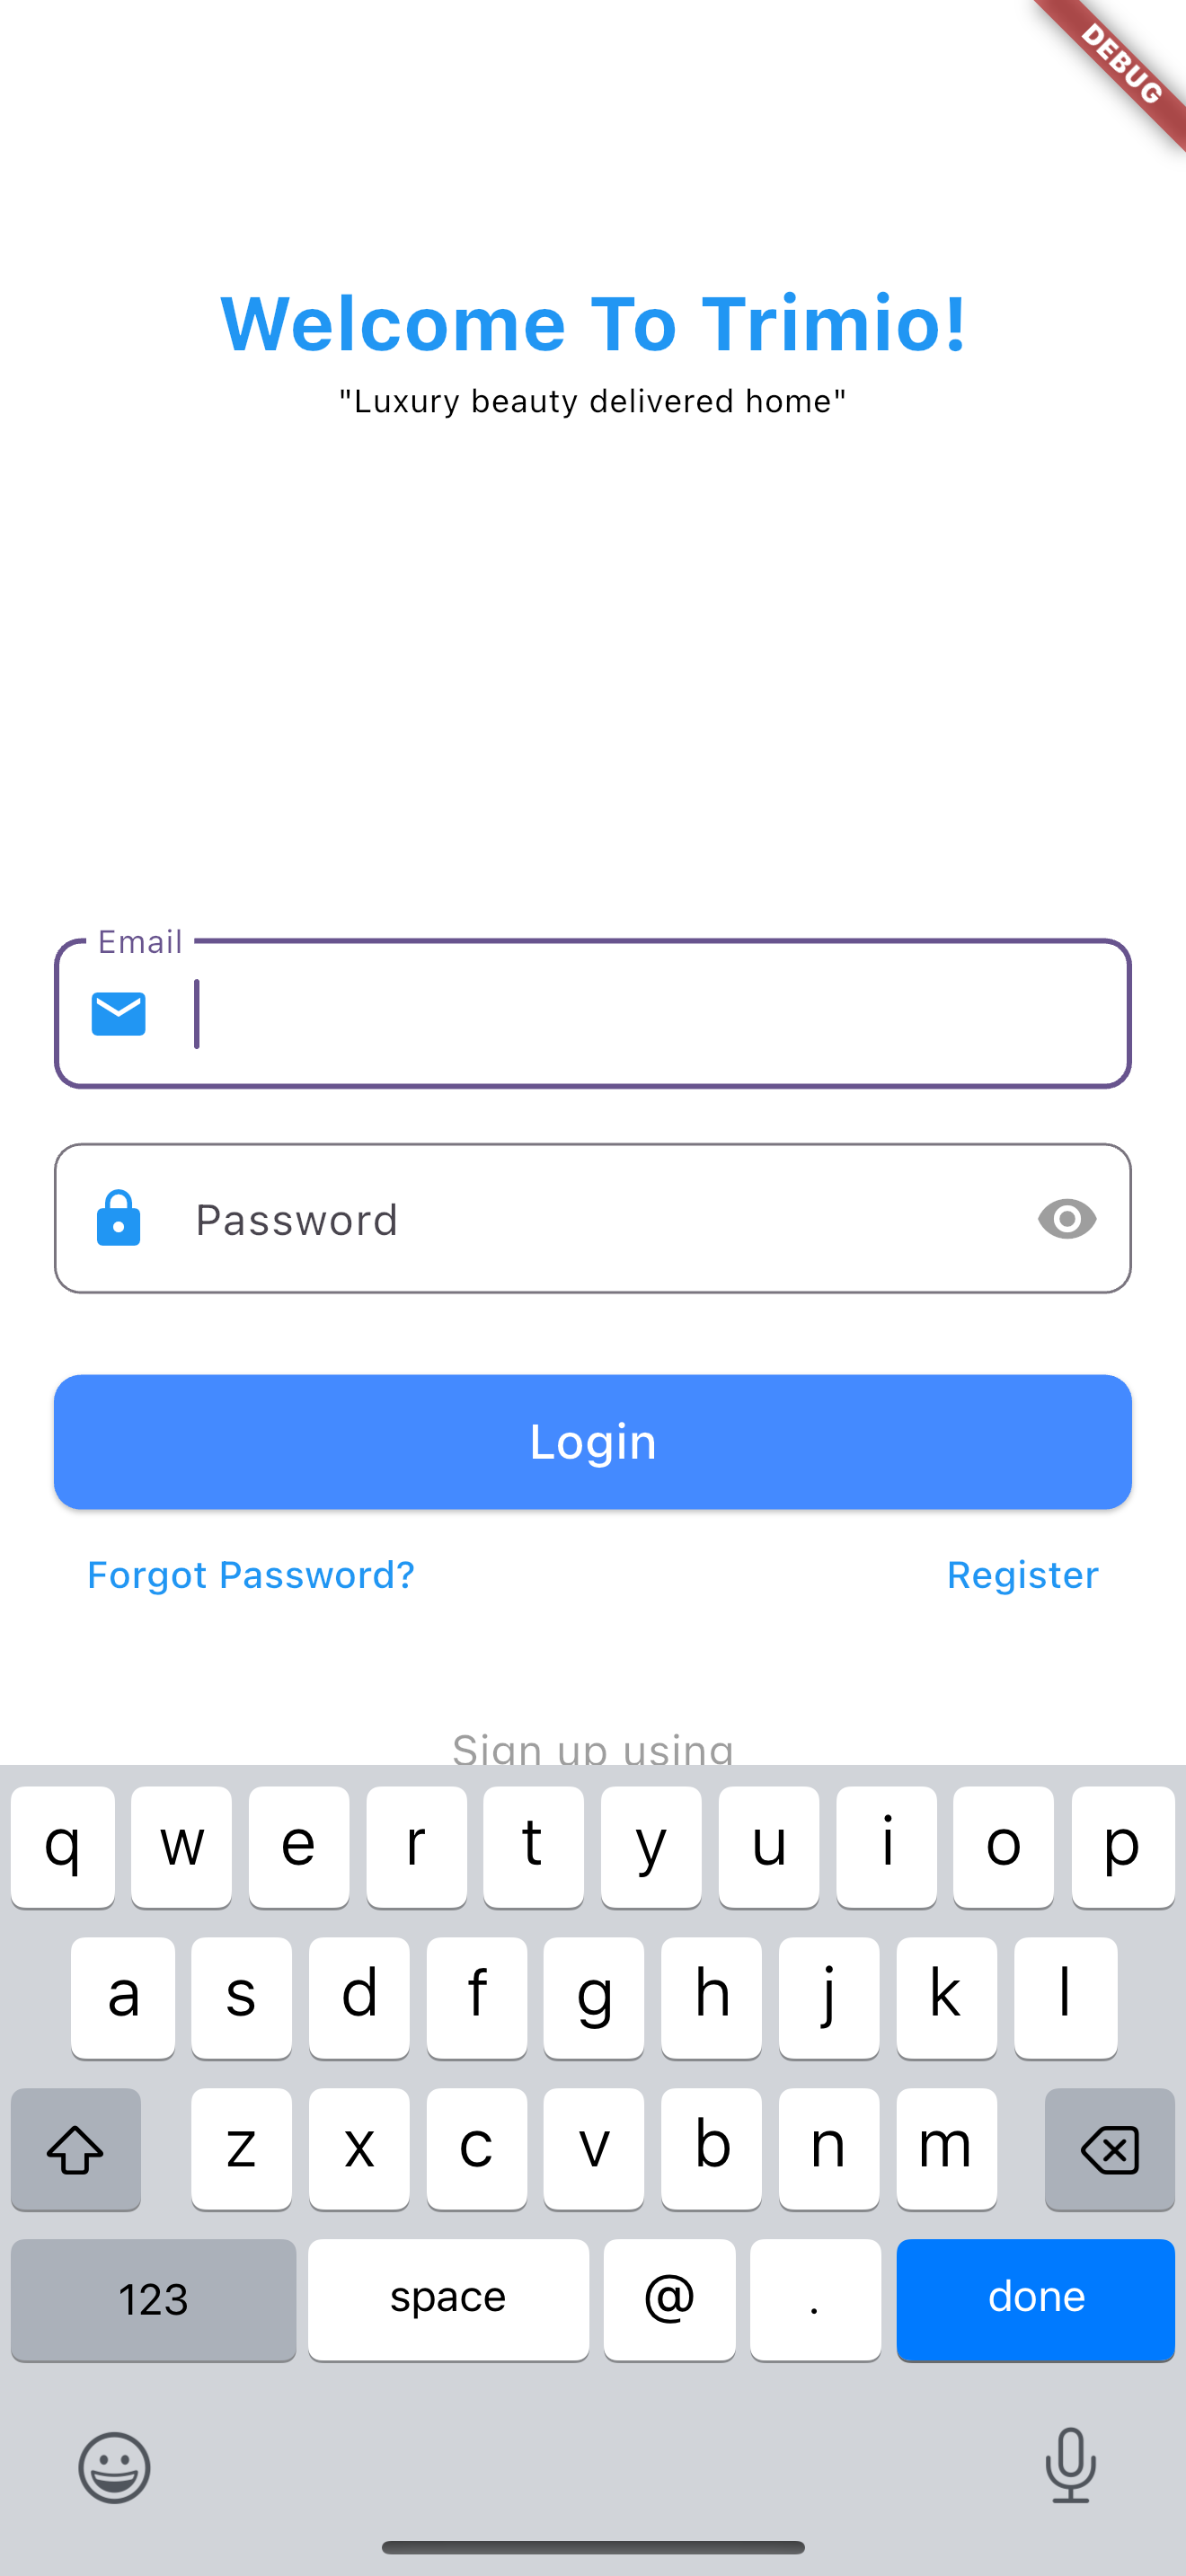 DEBUG
Welcome To Trimio!
"Luxury beauty delivered home"
Email
Password
Login
Forgot Password? Register
Sign up using
q w e r t y u i o p
a s d f g h j k l
z x c v b n m
123 space @ . done